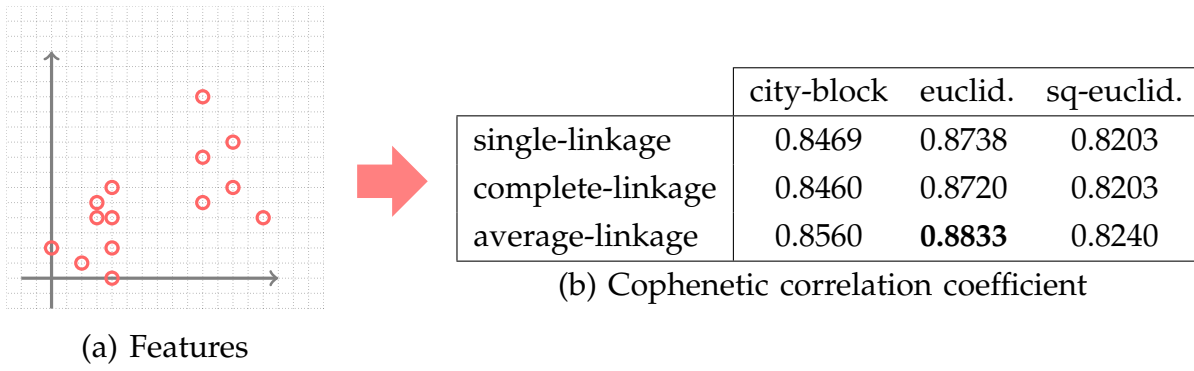 city-block euclid. sq-euclid.
single-linkage 0.8469 0.8738 0.8203
complete-linkage 0.8460 0.8720 0.8203
average-linkage 0.8560 0.8833 0.8240
(b) Cophenetic correlation coefficient
(a) Features